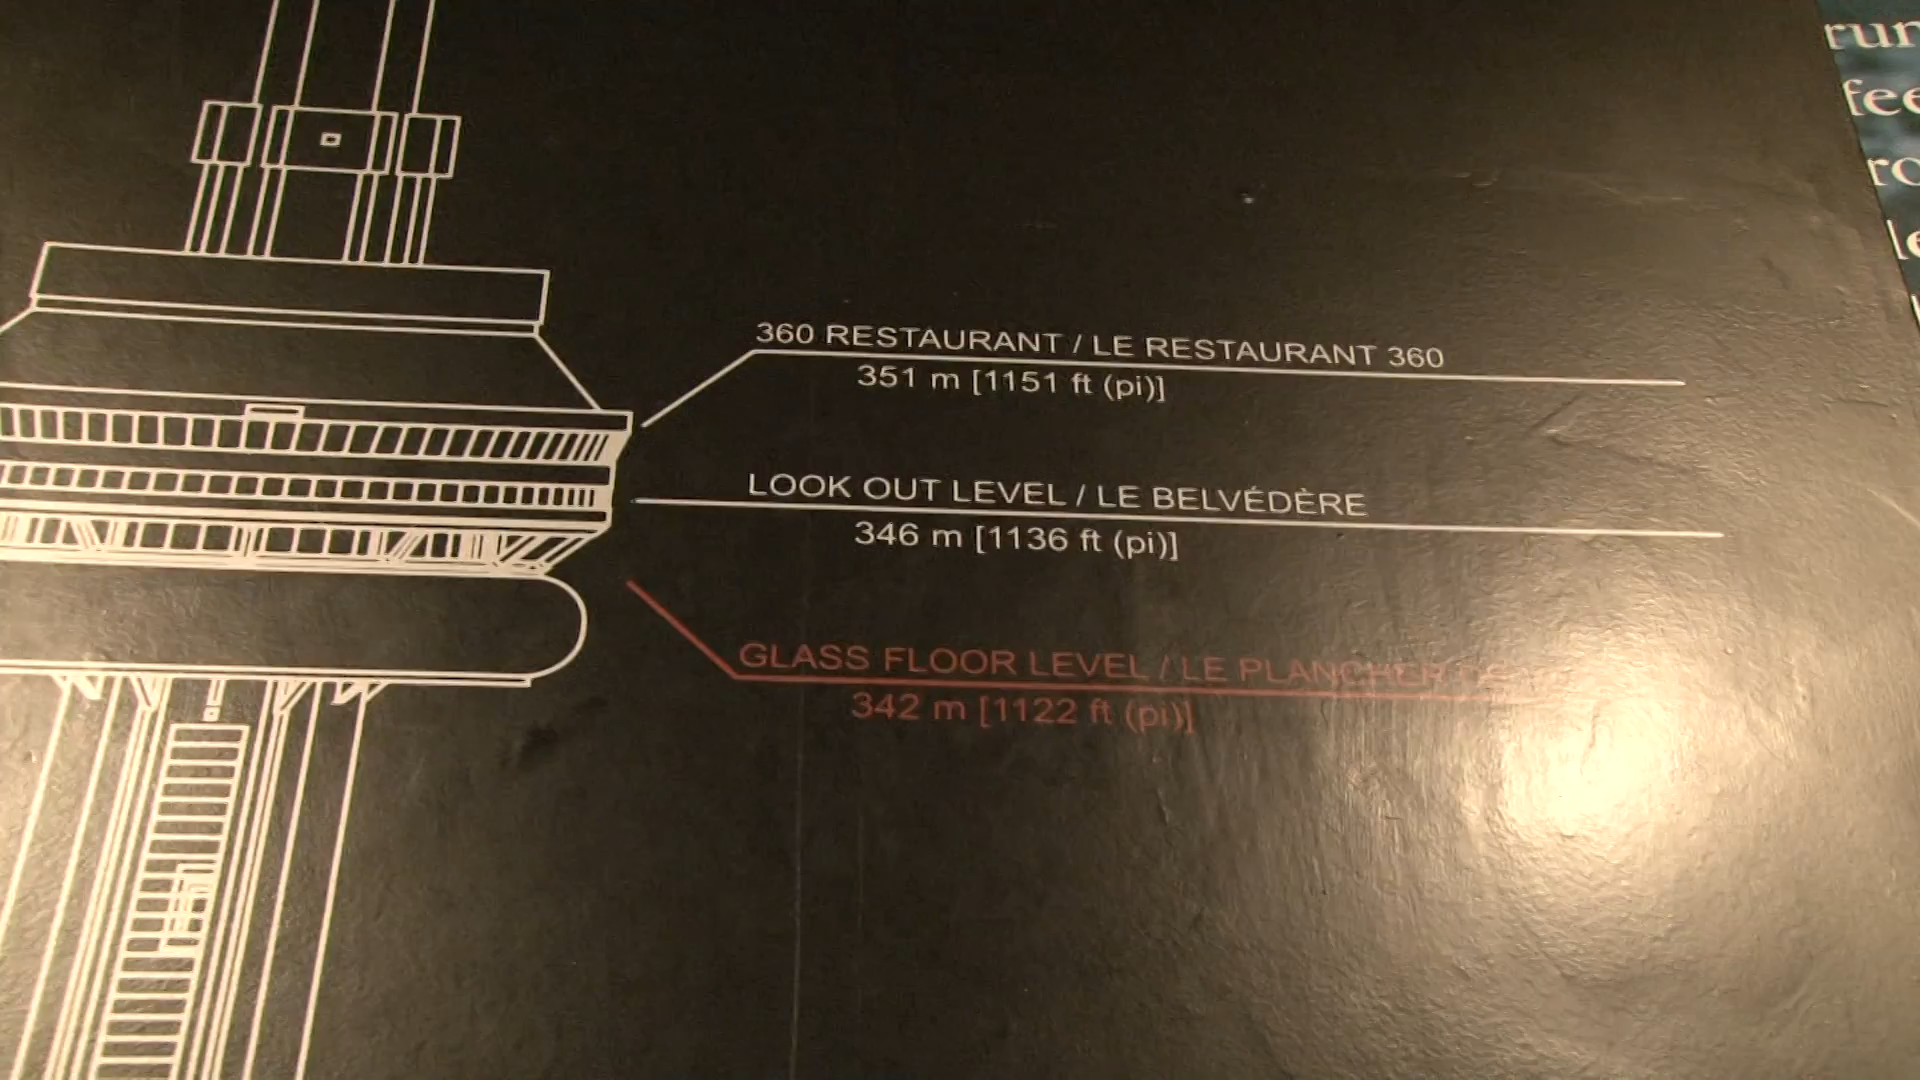 360 RESTAURANT / LE RESTAURANT 360
351 m [1151 ft (pi)]
LOOK OUT LEVEL / LE BELVÉDÈRE
346 m [1136 ft (pi)]
GLASS FLOOR LEVEL / LE PLANCHER DE
342 m [1122 ft (pi)]